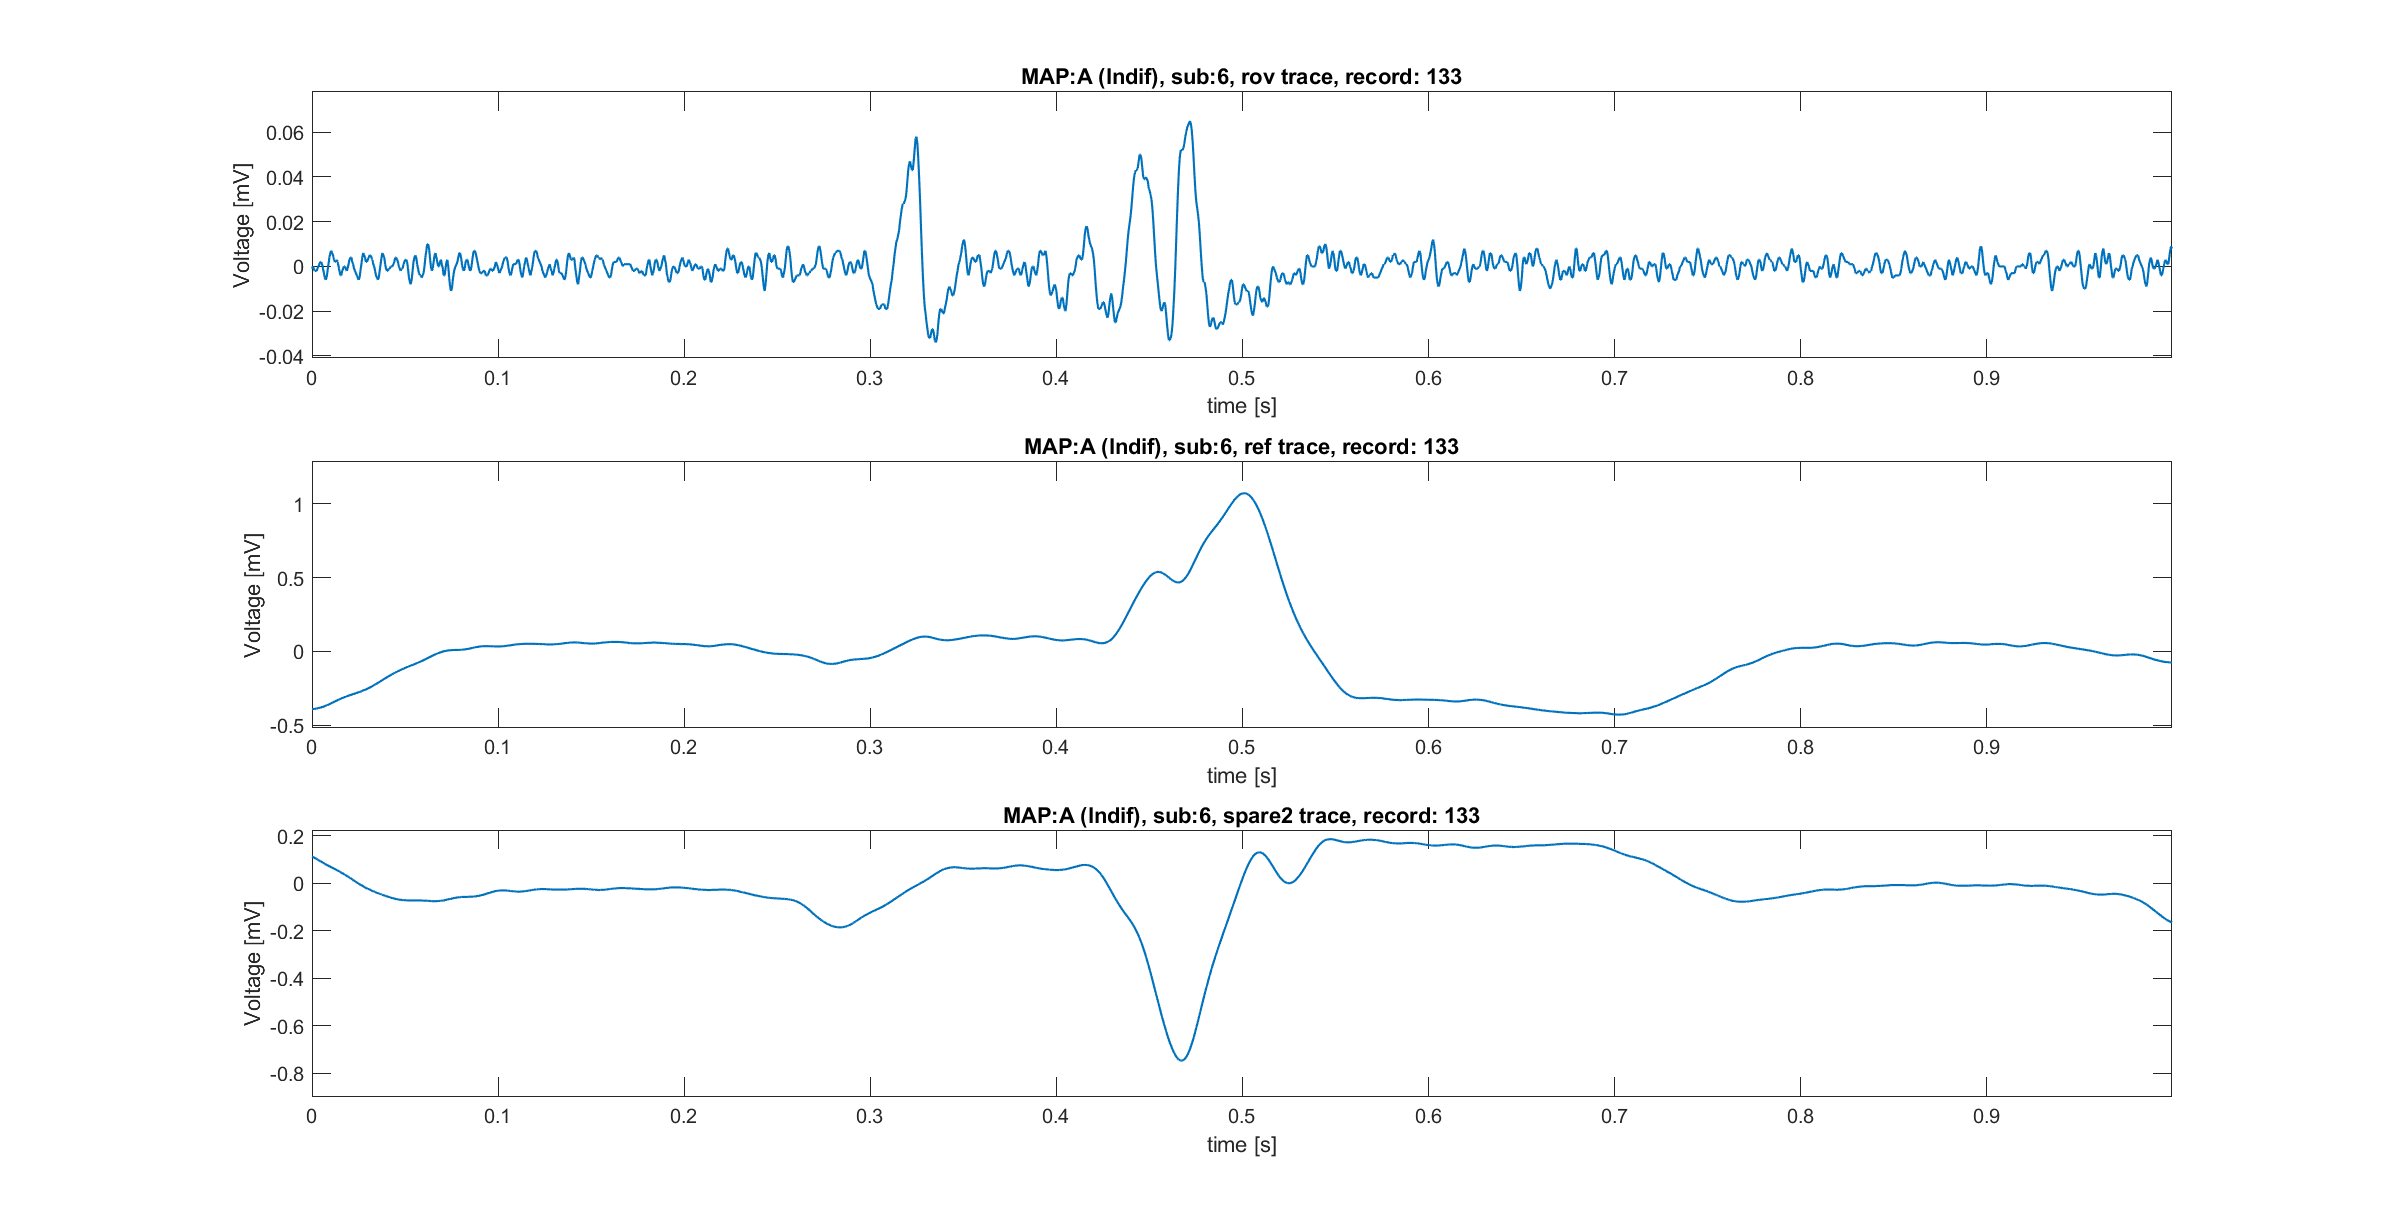 MAP:A (Indif), sub:6, rov trace, record: 133
Voltage [mV]
0.06
0.04
0.02
0
-0.02
-0.04
0 0.1 0.2 0.3 0.4 0.5 0.6 0.7 0.8 0.9
time [s]
MAP:A (Indif), sub:6, ref trace, record: 133
Voltage [mV]
1
0.5
0
-0.5
0 0.1 0.2 0.3 0.4 0.5 0.6 0.7 0.8 0.9
time [s]
MAP:A (Indif), sub:6, spare2 trace, record: 133
Voltage [mV]
0.2
0
-0.2
-0.4
-0.6
-0.8
0 0.1 0.2 0.3 0.4 0.5 0.6 0.7 0.8 0.9
time [s]